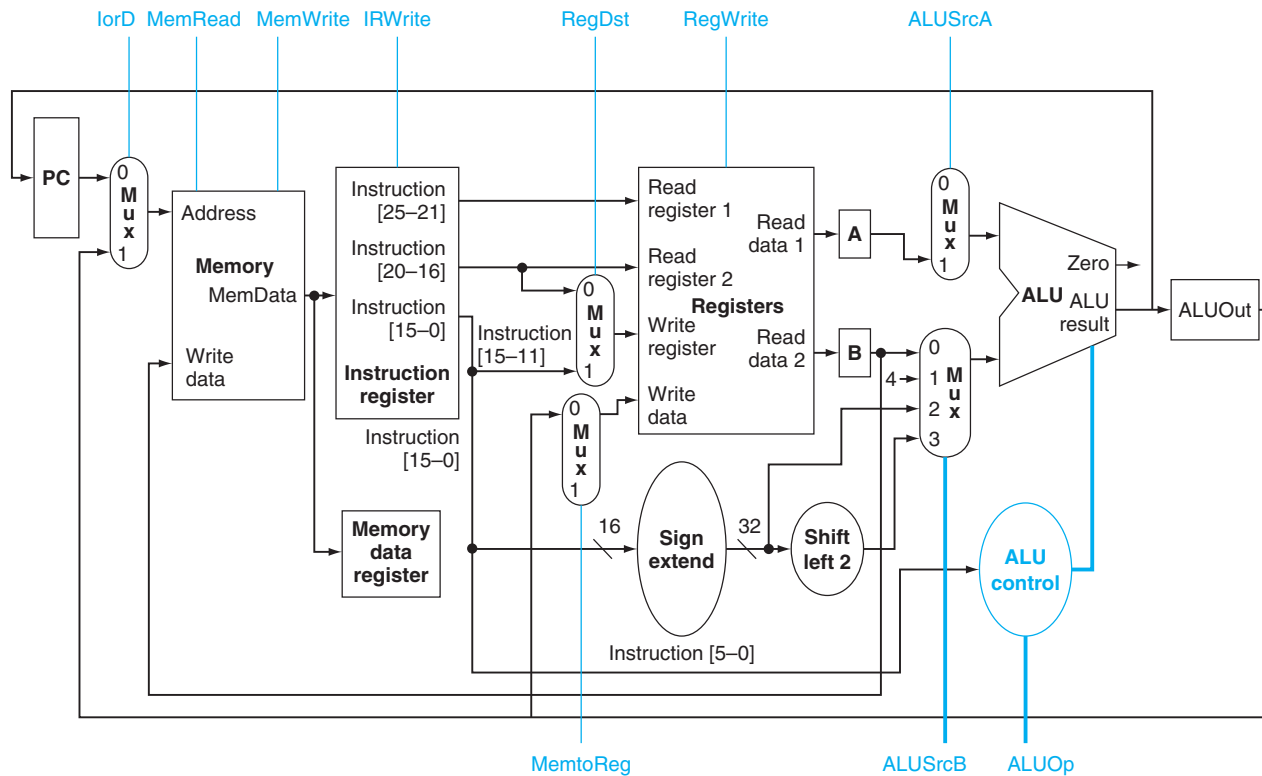 IorD MemRead MemWrite IRWrite RegDst RegWrite ALUSrcA
PC
0
M
u
x
1
Address
Memory
MemData
Write
data
Instruction
[25–21]
Instruction
[20–16]
Instruction
[15–0]
Instruction
register
Instruction
[15–11]
Instruction
[15–0]
Memory
data
register
0
M
u
x
1
0
M
u
x
1
Read
register 1
Read
register 2
Registers
Write
register
Write
data
Read
data 1
Read
data 2
A
B
0
M
u
x
1
4
0
1
2
3
M
u
x
Zero
ALU
ALU
result
ALUOut
16
Sign
extend
32
Shift
left 2
ALU
control
Instruction [5–0]
MemtoReg ALUSrcB ALUOp